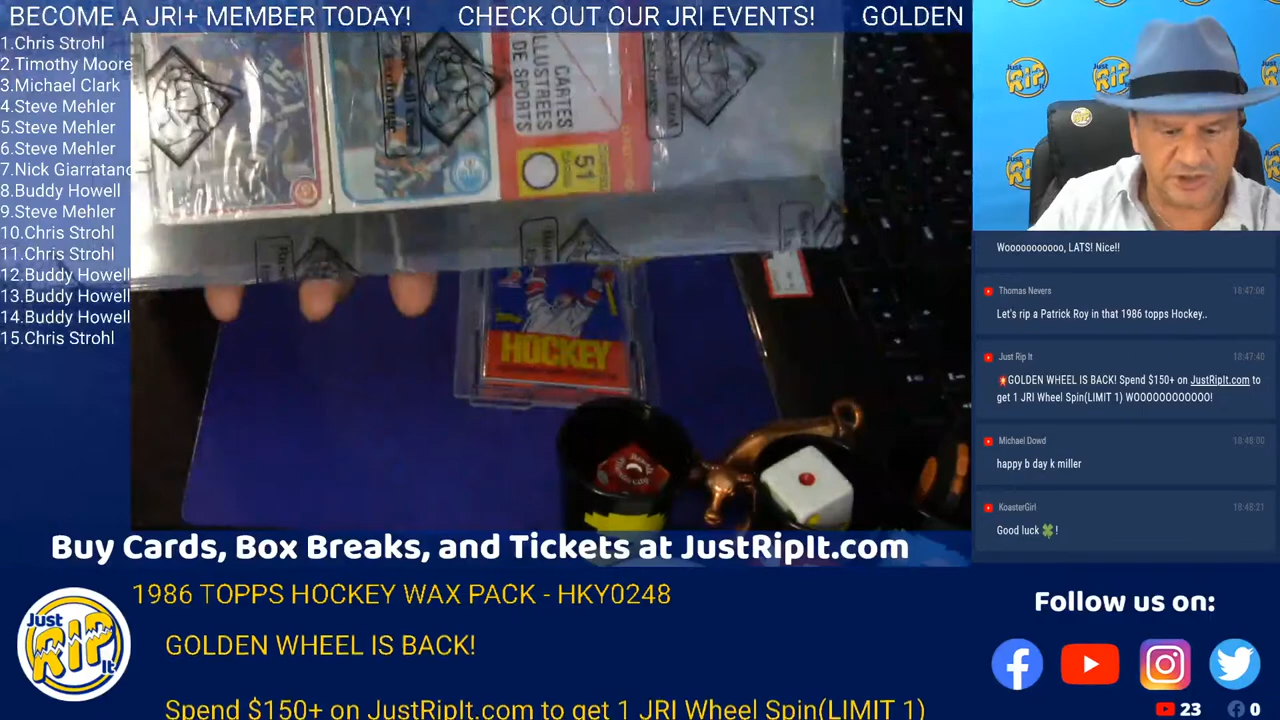 BECOME A JRI+ MEMBER TODAY! CHECK OUT OUR JRI EVENTS! GOLDEN
1.Chris Strohl
2.Timothy Moore
3.Michael Clark
4.Steve Mehler
5.Steve Mehler
6.Steve Mehler
7.Nick Giarratano
8.Buddy Howell
9.Steve Mehler
10.Chris Strohl
11.Chris Strohl
12.Buddy Howell
13.Buddy Howell
14.Buddy Howell
15.Chris Strohl
CARTES
ILLUSTREES
DE SPORTS
51
HOCKEY
Wooooooooooo, LATS! Nice!!
Thomas Nevers 18:47:08
Let's rip a Patrick Roy in that 1986 topps Hockey..
Just Rip It 18:47:40
💥GOLDEN WHEEL IS BACK! Spend $150+ on JustRipIt.com to
get 1 JRI Wheel Spin(LIMIT 1) WOOOOOOOOOOOO!
Michael Dowd 18:48:00
happy b day k miller
KoasterGirl 18:48:21
Good luck 🍀!
Buy Cards, Box Breaks, and Tickets at JustRipIt.com
Just
RIP
It
1986 TOPPS HOCKEY WAX PACK - HKY0248
GOLDEN WHEEL IS BACK!
Spend $150+ on JustRipIt.com to get 1 JRI Wheel Spin(LIMIT 1)
Follow us on:
23 0